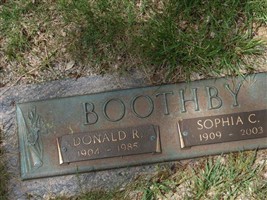 BOOTHBY
DONALD R.
1904 - 1985
SOPHIA C.
1909 - 2003